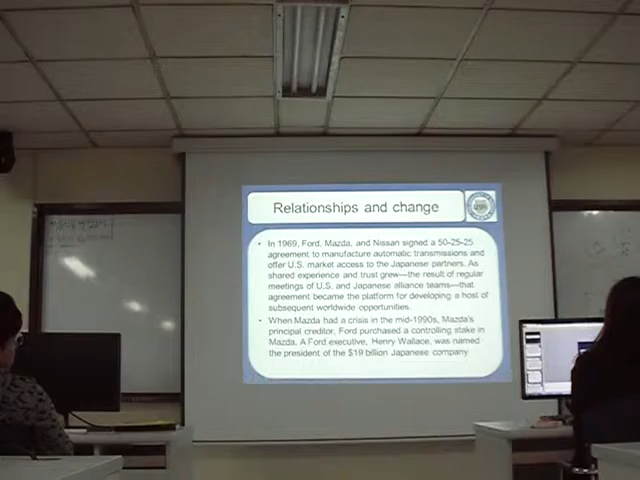 Relationships and change
• In 1969, Ford, Mazda, and Nissan signed a 50-25-25
agreement to manufacture automatic transmissions and
offer U.S. market access to the Japanese partners. As
shared experience and trust grew—the result of regular
meetings of U.S. and Japanese alliance teams—that
agreement became the platform for developing a host of
subsequent worldwide opportunities.
• When Mazda had a crisis in the mid-1990s, Mazda's
principal creditor, Ford purchased a controlling stake in
Mazda. A Ford executive, Henry Wallace, was named
the president of the $19 billion Japanese company